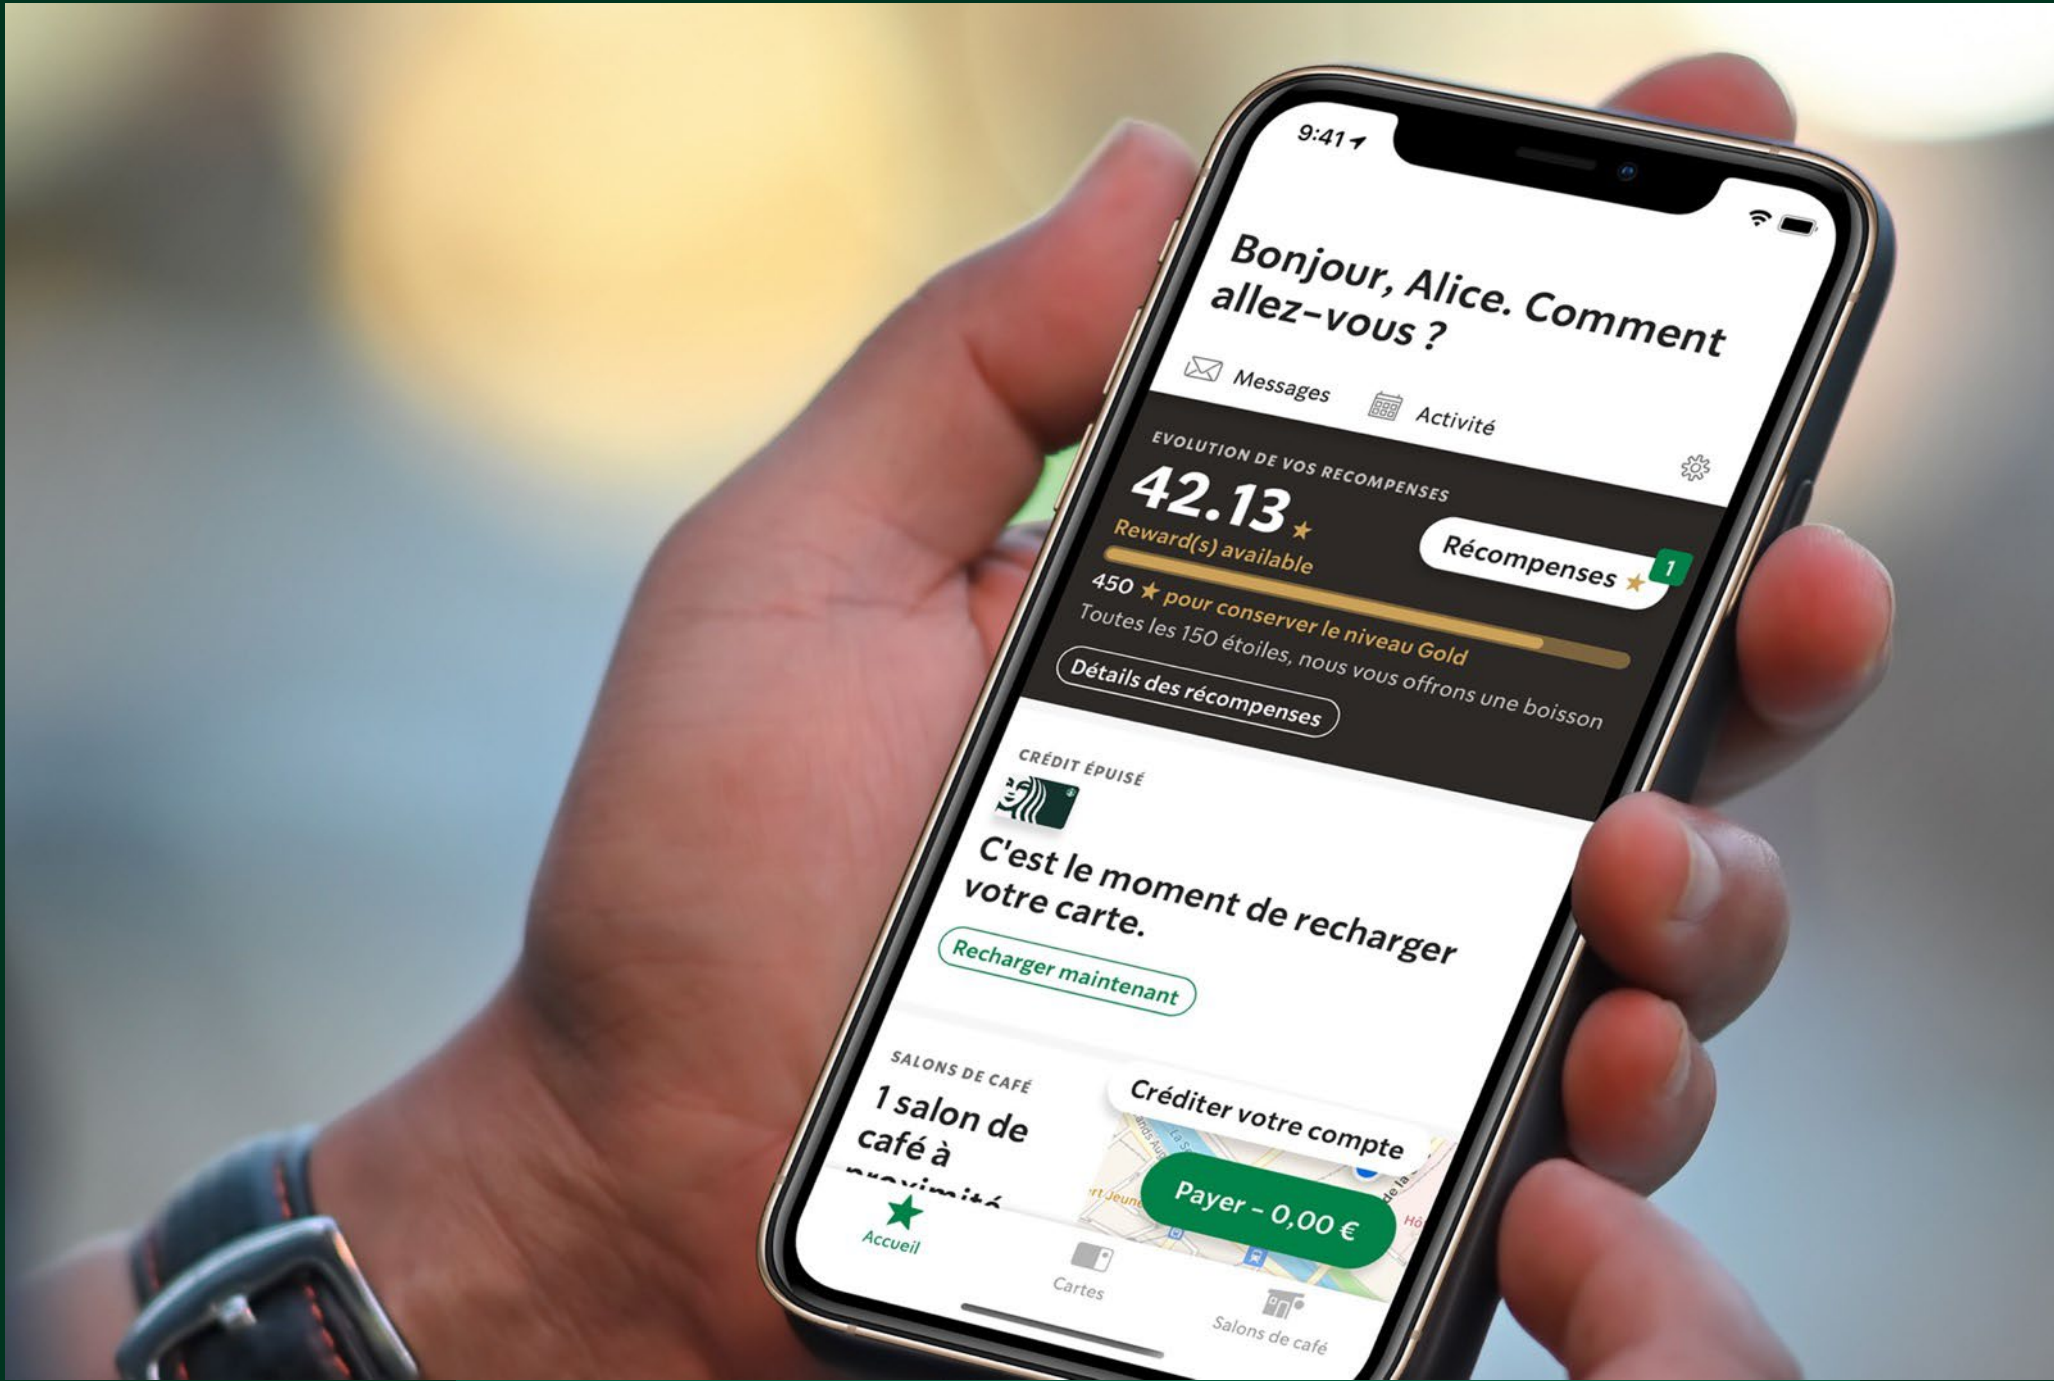 9:41
Bonjour, Alice. Comment
allez-vous ?
Messages
Activité
EVOLUTION DE VOS RECOMPENSES
42.13
Reward(s) available
Récompenses
1
450 ★ pour conserver le niveau Gold
Toutes les 150 étoiles, nous vous offrons une boisson
Détails des récompenses
CRÉDIT ÉPUISÉ
C'est le moment de recharger
votre carte.
Recharger maintenant
SALONS DE CAFÉ
1 salon de
café à
proximité
Créditer votre compte
de la
Payer – 0,00 €
Accueil
Cartes
Salons de café